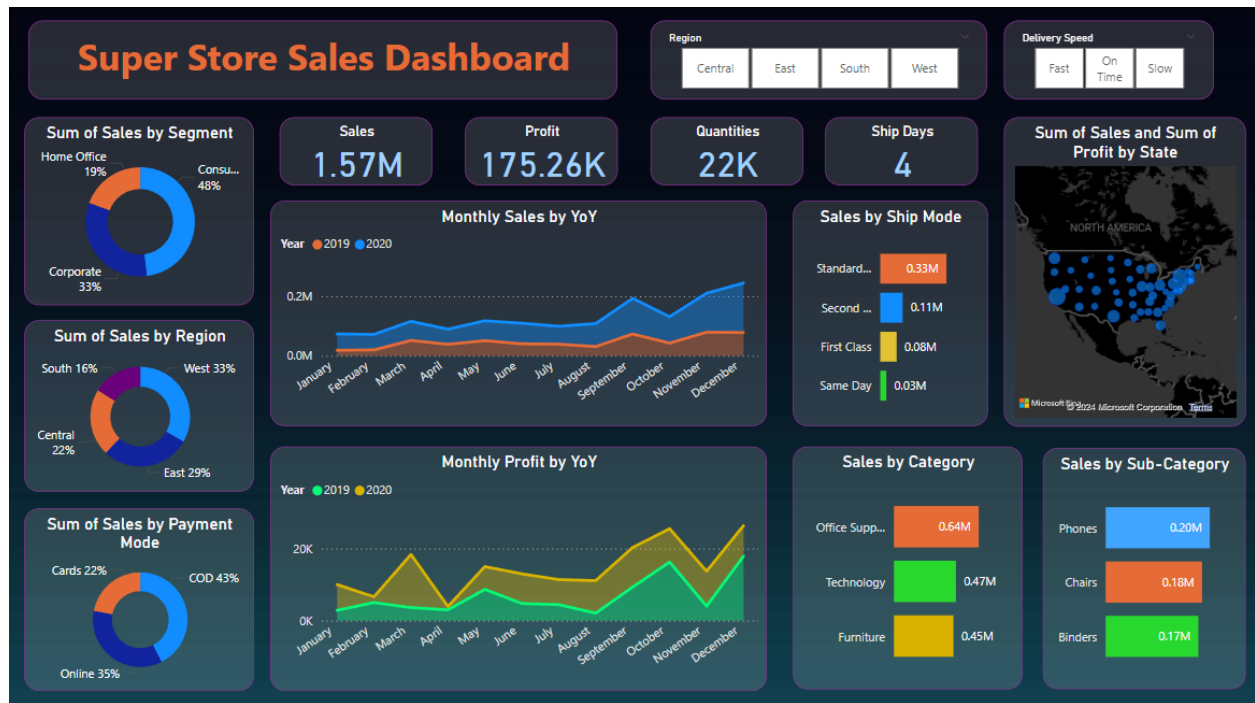 Super Store Sales Dashboard
Region
Central East South West
Delivery Speed
Fast On Time Slow
Sum of Sales by Segment
Home Office
19%
Consu...
48%
Corporate
33%
Sales
1.57M
Profit
175.26K
Quantities
22K
Ship Days
4
Sum of Sales and Sum of
Profit by State
NORTH AMERICA
Microsoft Bing
© 2024 Microsoft Corporation Terms
Monthly Sales by YoY
Year 2019 2020
0.2M
0.0M
January February March April May June July August September October November December
Sales by Ship Mode
Standard... 0.33M
Second ... 0.11M
First Class 0.08M
Same Day 0.03M
Sum of Sales by Region
South 16%
West 33%
Central
22%
East 29%
Monthly Profit by YoY
Year 2019 2020
20K
0K
January February March April May June July August September October November December
Sales by Category
Office Supp... 0.64M
Technology 0.47M
Furniture 0.45M
Sales by Sub-Category
Phones 0.20M
Chairs 0.18M
Binders 0.17M
Sum of Sales by Payment
Mode
Cards 22%
COD 43%
Online 35%